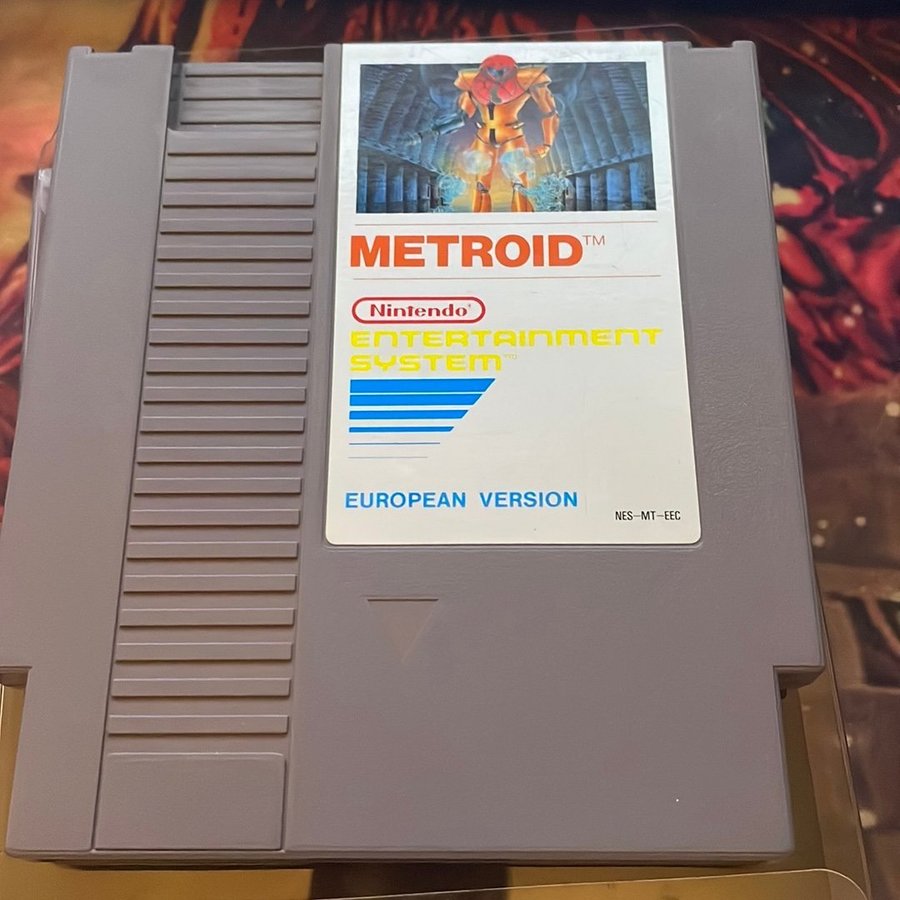 METROID™
Nintendo®
ENTERTAINMENT
SYSTEM™
EUROPEAN VERSION
NES-MT-EEC